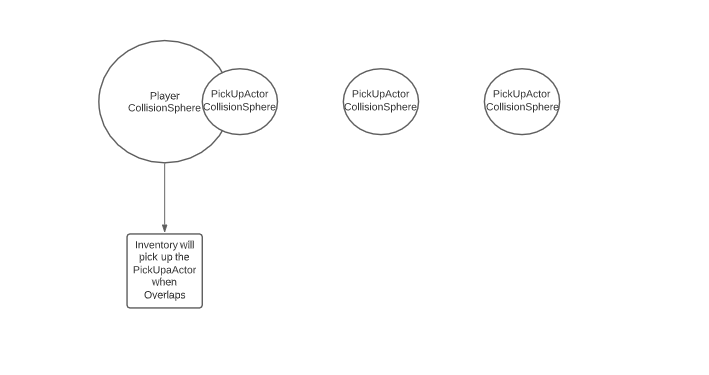 Player
CollisionSphere
PickUpActor
CollisionSphere
PickUpActor
CollisionSphere
PickUpActor
CollisionSphere
Inventory will
pick up the
PickUpaActor
when
Overlaps